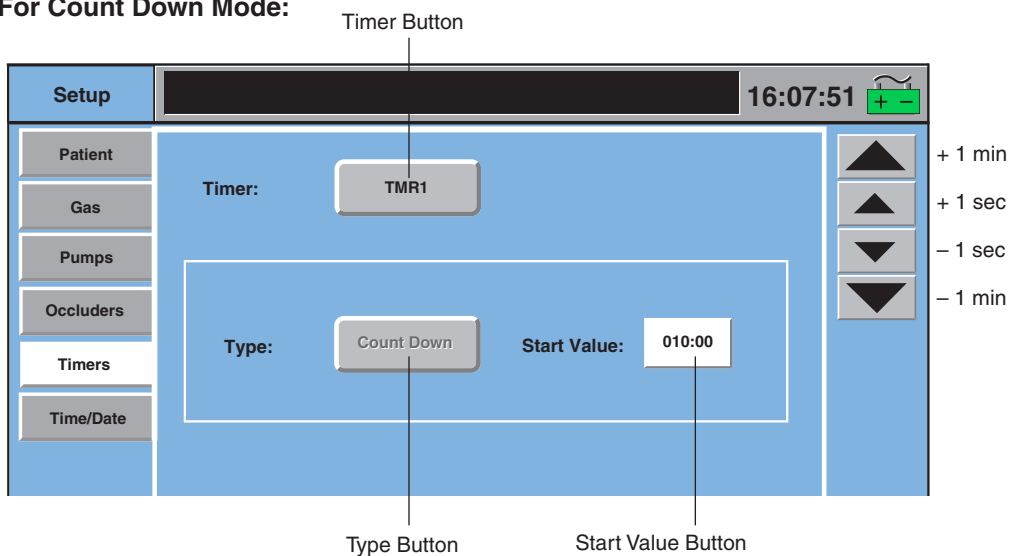 For Count Down Mode:
Timer Button
Setup
16:07:51
+ –
Patient
Gas
Pumps
Occluders
Timers
Time/Date
Timer:
TMR1
Type:
Count Down
Start Value:
010:00
+ 1 min
+ 1 sec
– 1 sec
– 1 min
Type Button
Start Value Button